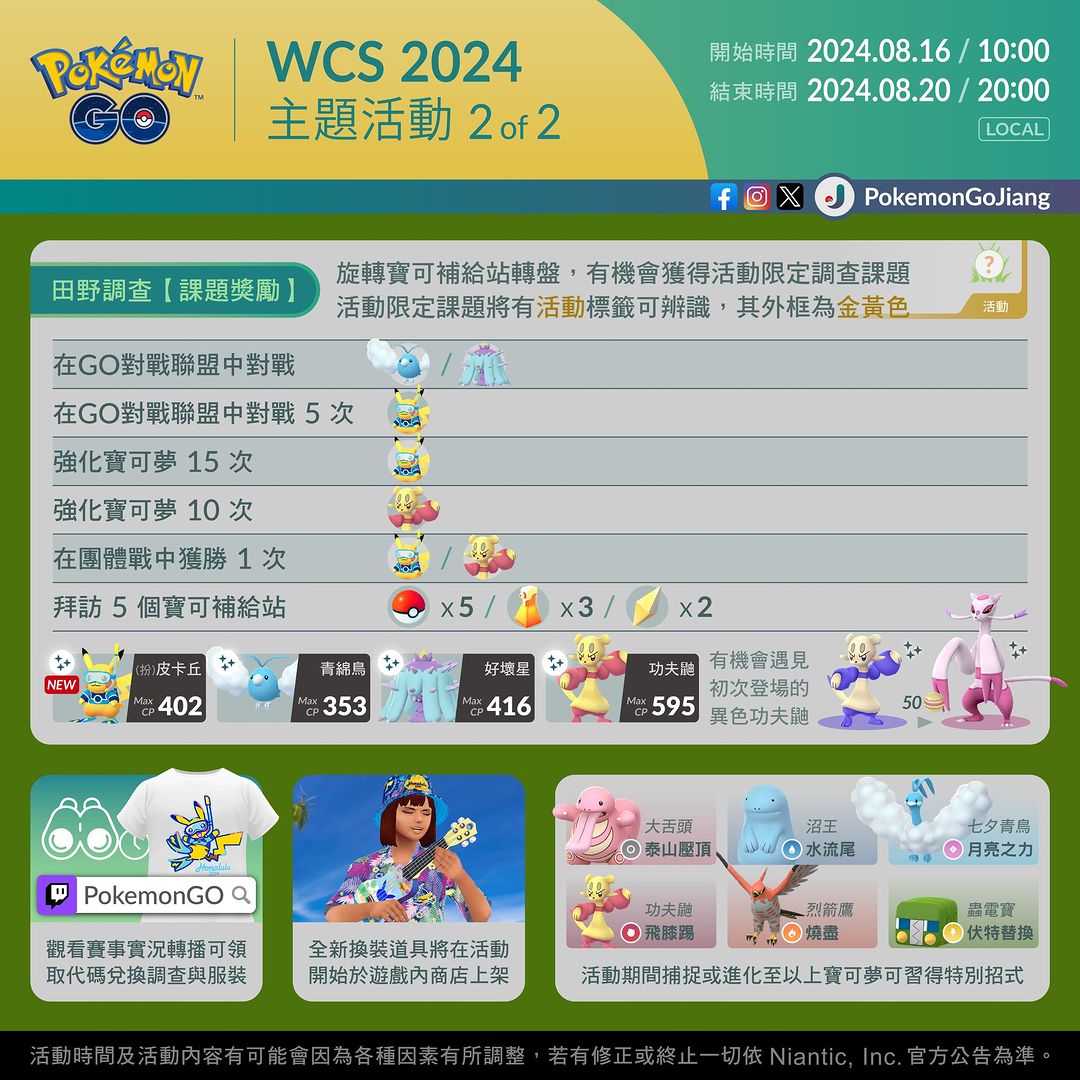 POKÉMON GO TM
WCS 2024
主題活動 2 of 2
開始時間 2024.08.16 / 10:00
結束時間 2024.08.20 / 20:00
LOCAL
PokemonGoJiang
田野調查【課題獎勵】
旋轉寶可補給站轉盤，有機會獲得活動限定調查課題
活動限定課題將有活動標籤可辨識，其外框為金黃色
?
活動
在GO對戰聯盟中對戰 /
在GO對戰聯盟中對戰 5 次
強化寶可夢 15 次
強化寶可夢 10 次
在團體戰中獲勝 1 次 /
拜訪 5 個寶可補給站 x5 / x3 / x2
NEW (扮)皮卡丘 Max CP 402
青綿鳥 Max CP 353
好壞星 Max CP 416
功夫鼬 Max CP 595
有機會遇見
初次登場的
異色功夫鼬
50
Honolulu
PokemonGO
觀看賽事實況轉播可領
取代碼兌換調查與服裝
全新換裝道具將在活動
開始於遊戲內商店上架
大舌頭
泰山壓頂
沼王
水流尾
七夕青鳥
月亮之力
功夫鼬
飛膝踢
烈箭鷹
燒盡
蟲電寶
伏特替換
活動期間捕捉或進化至以上寶可夢可習得特別招式
活動時間及活動內容有可能會因為各種因素有所調整，若有修正或終止一切依 Niantic, Inc. 官方公告為準。